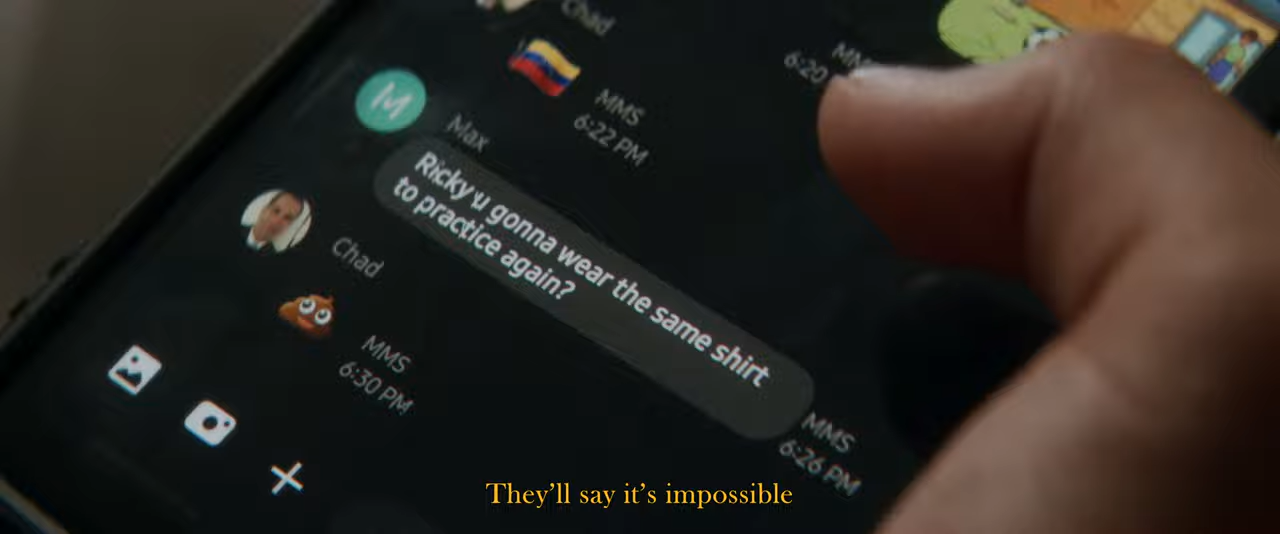 Chad
MMS
6:20
MMS
6:22 PM
M
Max
Ricky u gonna wear the same shirt
to practice again?
MMS
6:26 PM
Chad
MMS
6:30 PM
They'll say it's impossible